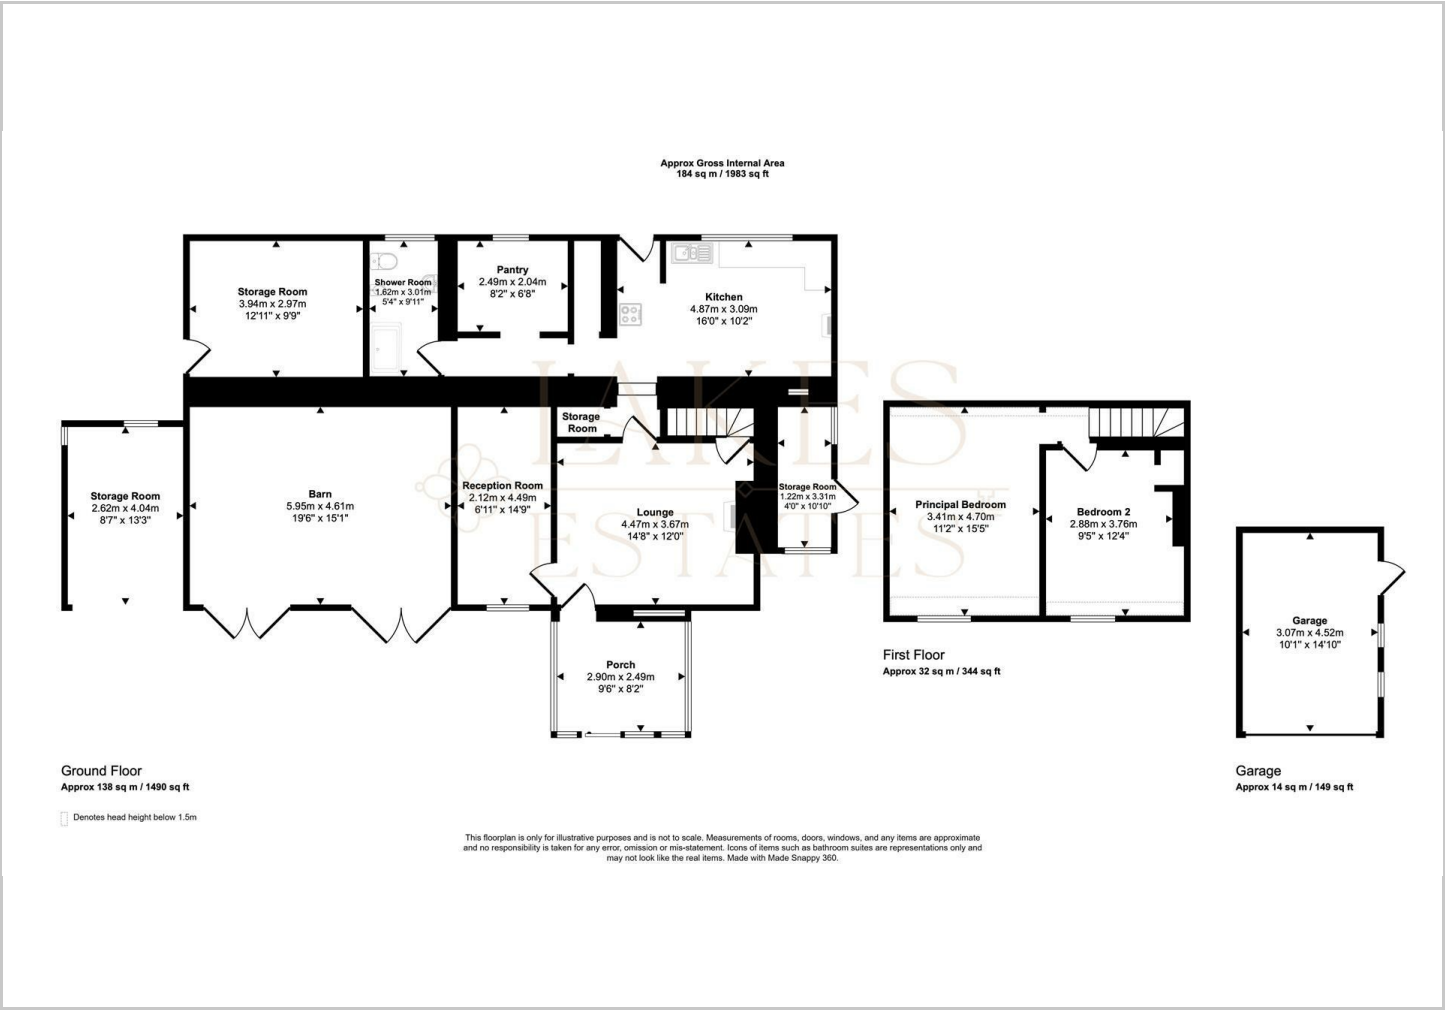 Approx Gross Internal Area
184 sq m / 1983 sq ft
Storage Room
3.94m x 2.97m
12'11" x 9'9"
Shower Room
1.62m x 3.01m
5'4" x 9'11"
Pantry
2.49m x 2.04m
8'2" x 6'8"
Kitchen
4.87m x 3.09m
16'0" x 10'2"
Storage
Room
Storage Room
2.62m x 4.04m
8'7" x 13'3"
Barn
5.95m x 4.61m
19'6" x 15'1"
Reception Room
2.12m x 4.49m
6'11" x 14'9"
Lounge
4.47m x 3.67m
14'8" x 12'0"
Storage Room
1.22m x 3.31m
4'0" x 10'10"
Porch
2.90m x 2.49m
9'6" x 8'2"
LAKES
ESTATES
Principal Bedroom
3.41m x 4.70m
11'2" x 15'5"
Bedroom 2
2.88m x 3.76m
9'5" x 12'4"
First Floor
Approx 32 sq m / 344 sq ft
Garage
3.07m x 4.52m
10'1" x 14'10"
Ground Floor
Approx 138 sq m / 1490 sq ft
Garage
Approx 14 sq m / 149 sq ft
Denotes head height below 1.5m
This floorplan is only for illustrative purposes and is not to scale. Measurements of rooms, doors, windows, and any items are approximate
and no responsibility is taken for any error, omission or mis-statement. Icons of items such as bathroom suites are representations only and
may not look like the real items. Made with Made Snappy 360.